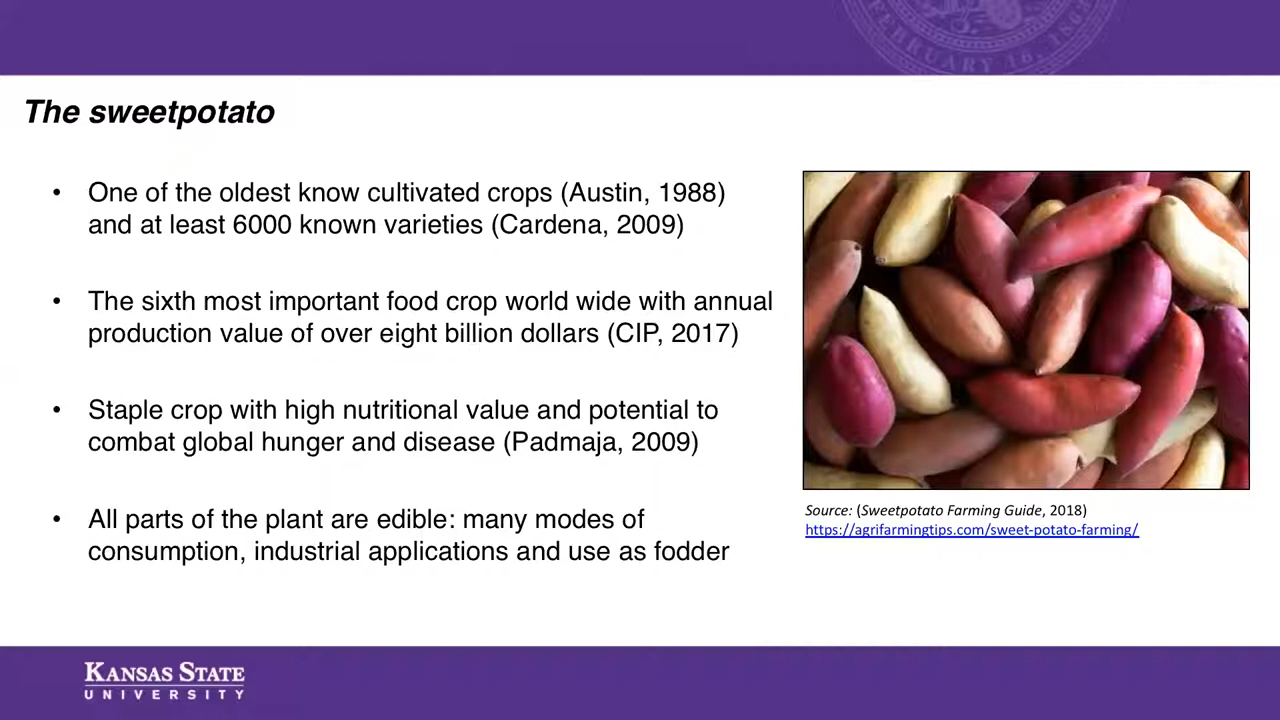 FEBRUARY 16, 1863
The sweetpotato
• One of the oldest know cultivated crops (Austin, 1988)
and at least 6000 known varieties (Cardena, 2009)
• The sixth most important food crop world wide with annual
production value of over eight billion dollars (CIP, 2017)
• Staple crop with high nutritional value and potential to
combat global hunger and disease (Padmaja, 2009)
• All parts of the plant are edible: many modes of
consumption, industrial applications and use as fodder
Source: (Sweetpotato Farming Guide, 2018)
https://agrifarmingtips.com/sweet-potato-farming/
KANSAS STATE
UNIVERSITY